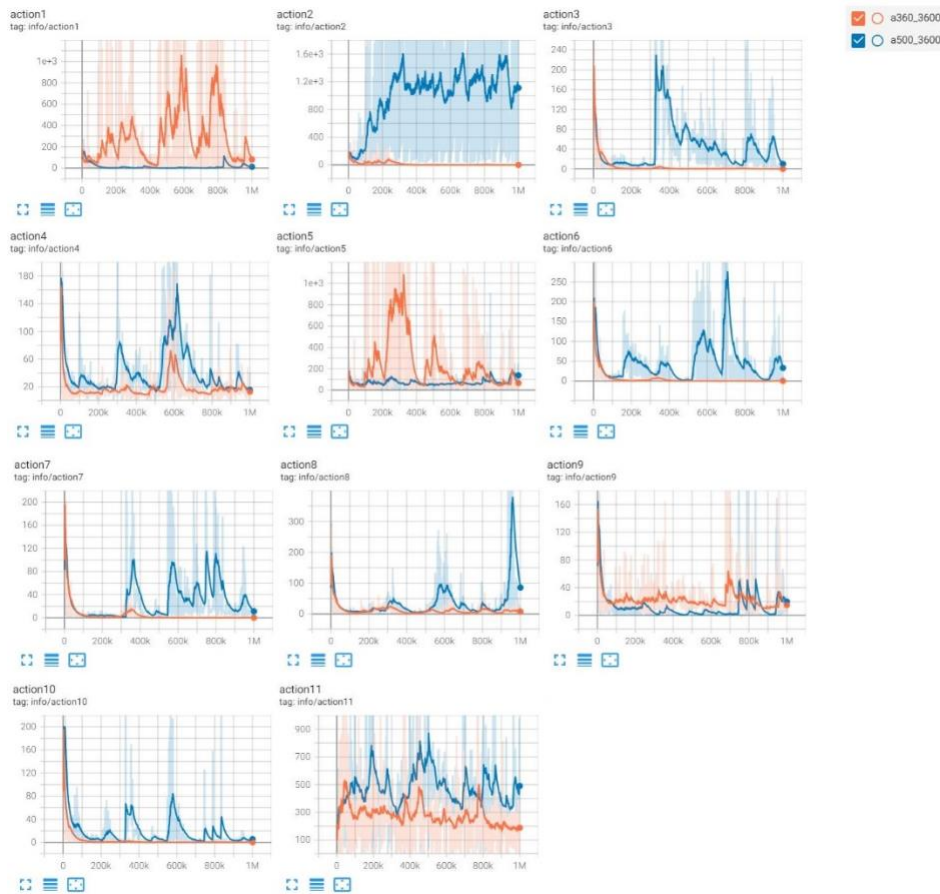 action1
tag: info/action1
1e+3
800
600
400
200
0
0 200k 400k 600k 800k 1M
action2
tag: info/action2
1.6e+3
1.2e+3
800
400
0
0 200k 400k 600k 800k 1M
action3
tag: info/action3
240
200
160
120
80
40
0
0 200k 400k 600k 800k 1M
a360_3600
a500_3600
action4
tag: info/action4
180
140
100
60
20
0 200k 400k 600k 800k 1M
action5
tag: info/action5
1e+3
800
600
400
200
0
0 200k 400k 600k 800k 1M
action6
tag: info/action6
250
200
150
100
50
0
0 200k 400k 600k 800k 1M
action7
tag: info/action7
200
160
120
80
40
0
0 200k 400k 600k 800k 1M
action8
tag: info/action8
300
200
100
0
0 200k 400k 600k 800k 1M
action9
tag: info/action9
160
120
80
40
0
0 200k 400k 600k 800k 1M
action10
tag: info/action10
200
160
120
80
40
0
0 200k 400k 600k 800k 1M
action11
tag: info/action11
900
700
500
300
100
0 200k 400k 600k 800k 1M